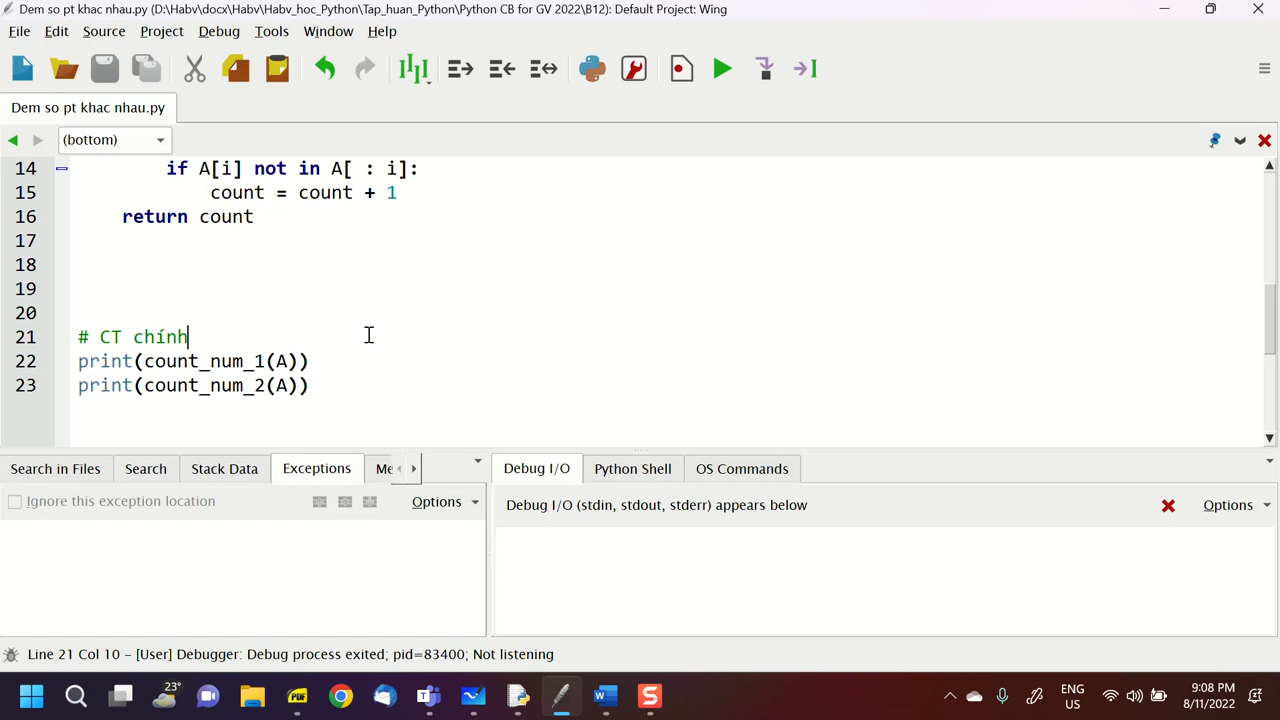 Dem so pt khac nhau.py (D:\Habv\docx\Habv\Habv_hoc_Python\Tap_huan_Python\Python CB for GV 2022\B12): Default Project: Wing
File Edit Source Project Debug Tools Window Help
Dem so pt khac nhau.py
(bottom)
14 if A[i] not in A[ : i]:
15 count = count + 1
16 return count
17
18
19
20
21 # CT chính
22 print(count_num_1(A))
23 print(count_num_2(A))
Search in Files Search Stack Data Exceptions Me Debug I/O Python Shell OS Commands
Ignore this exception location Options Debug I/O (stdin, stdout, stderr) appears below Options
Line 21 Col 10 – [User] Debugger: Debug process exited; pid=83400; Not listening
23° PDF ENG 9:08 PM
US 8/11/2022